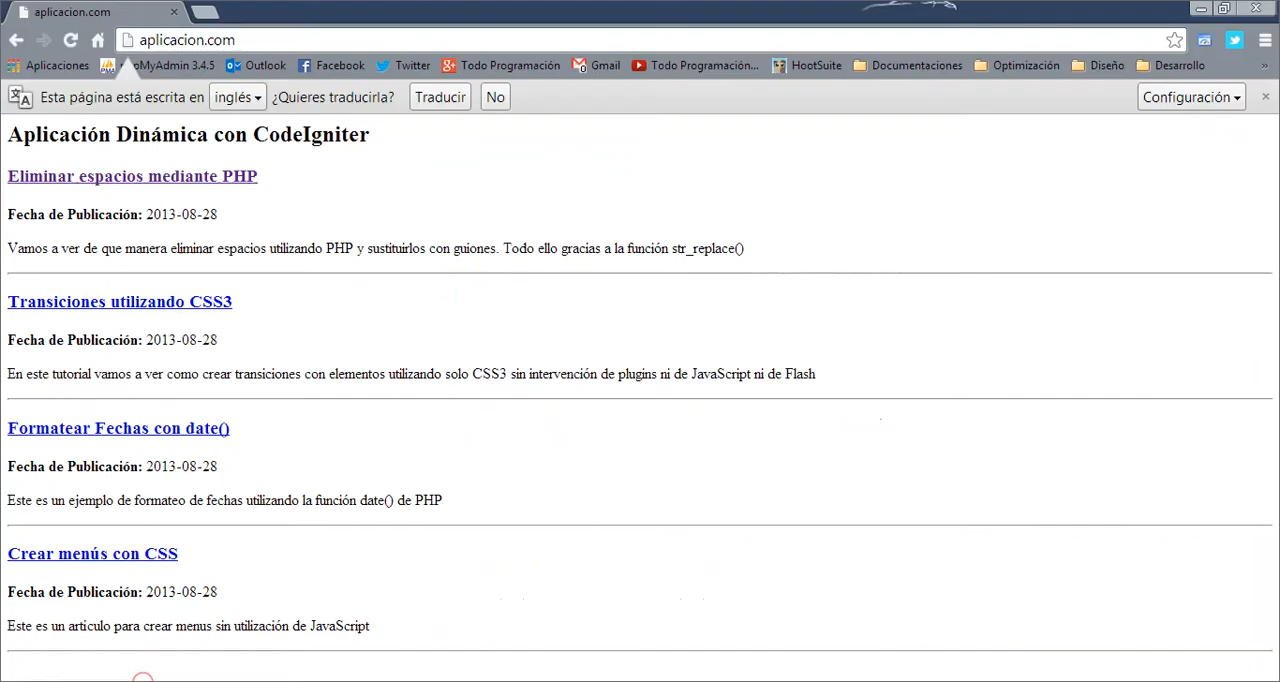 aplicacion.com
aplicacion.com
Aplicaciones MyAdmin 3.4.5 Outlook Facebook Twitter Todo Programación Gmail Todo Programación... HootSuite Documentaciones Optimización Diseño Desarrollo »
Esta página está escrita en inglés ¿Quieres traducirla? Traducir No Configuración
Aplicación Dinámica con CodeIgniter
Eliminar espacios mediante PHP
Fecha de Publicación: 2013-08-28
Vamos a ver de que manera eliminar espacios utilizando PHP y sustituirlos con guiones. Todo ello gracias a la función str_replace()
Transiciones utilizando CSS3
Fecha de Publicación: 2013-08-28
En este tutorial vamos a ver como crear transiciones con elementos utilizando solo CSS3 sin intervención de plugins ni de JavaScript ni de Flash
Formatear Fechas con date()
Fecha de Publicación: 2013-08-28
Este es un ejemplo de formateo de fechas utilizando la función date() de PHP
Crear menús con CSS
Fecha de Publicación: 2013-08-28
Este es un artículo para crear menus sin utilización de JavaScript